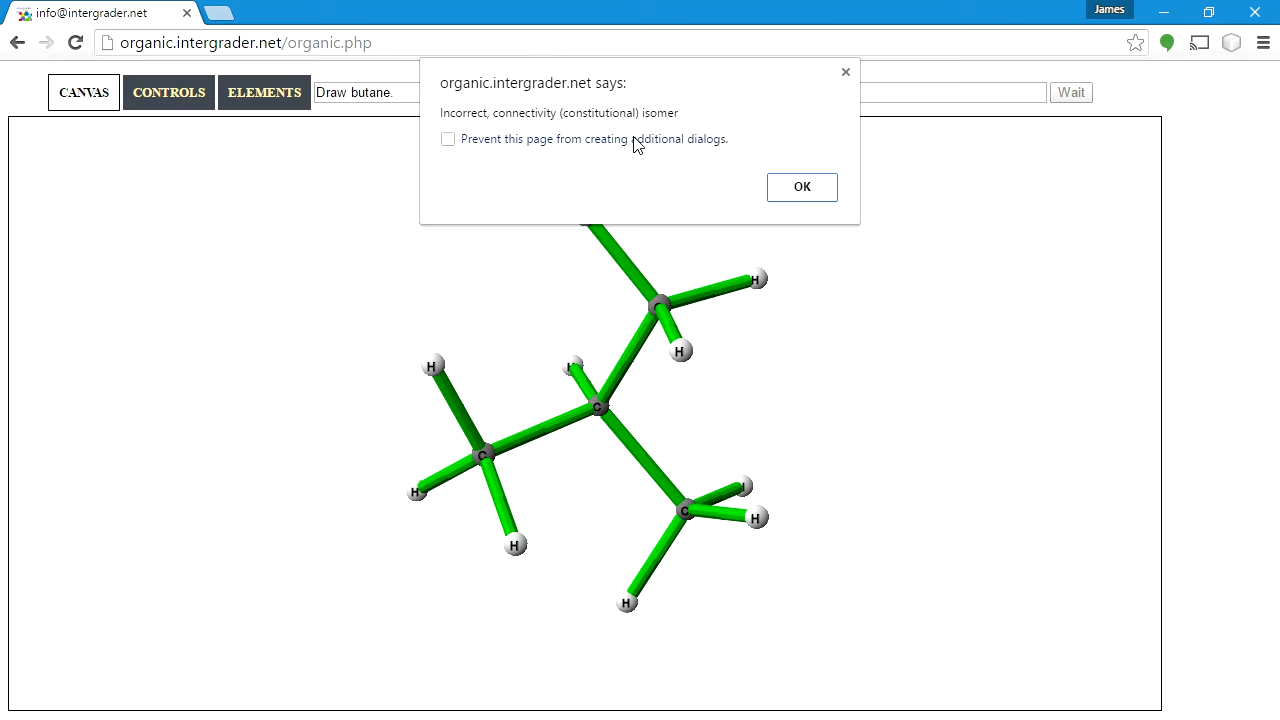 info@intergrader.net
James
organic.intergrader.net/organic.php
CANVAS
CONTROLS
ELEMENTS
Draw butane.
Wait
organic.intergrader.net says:
Incorrect, connectivity (constitutional) isomer
Prevent this page from creating additional dialogs.
OK
H
H
H
H
C
C
H
H
C
H
H
H